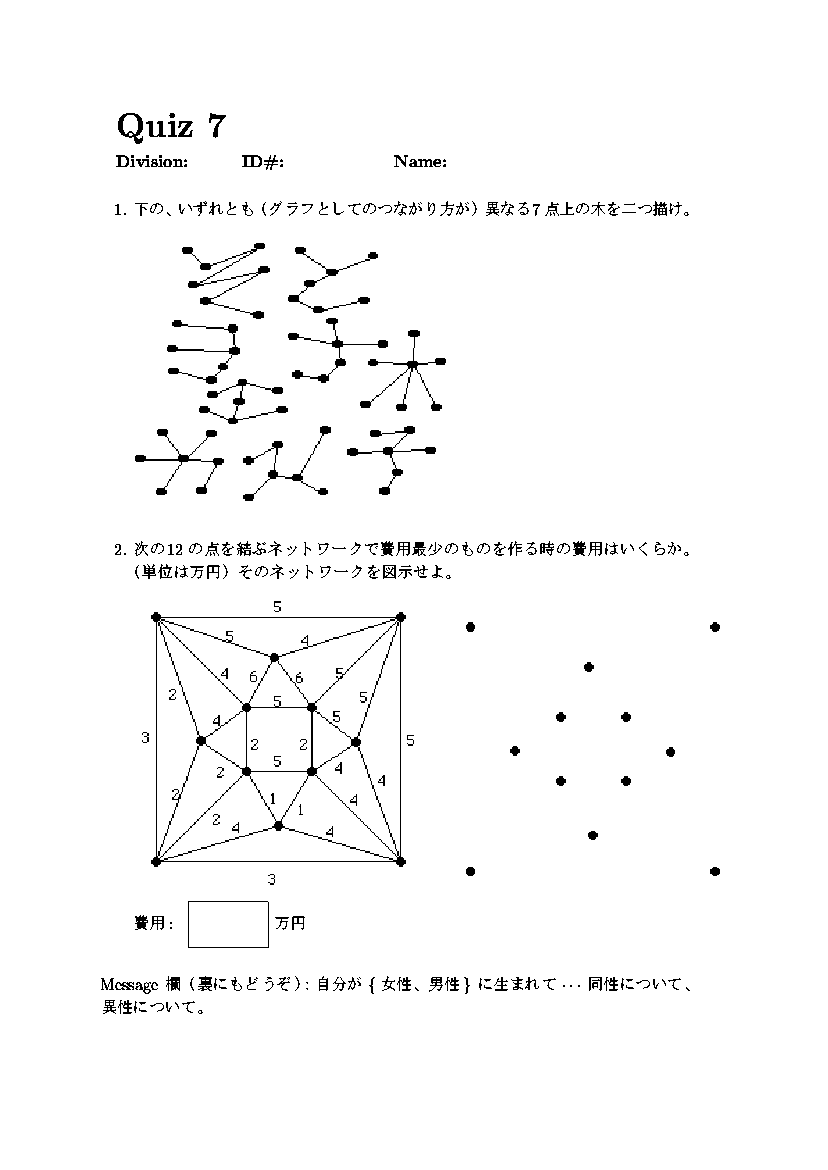 Quiz 7
Division: ID#: Name:
1. 下の、いずれとも（グラフとしてのつながり方が）異なる7 点上の木を二つ描け。
2. 次の12 の点を結ぶネットワークで費用最少のものを作る時の費用はいくらか。
（単位は万円）そのネットワークを図示せよ。
5
5 4
4 6 6 5
2 5 5
4 5
3 2 2 5
5
2 4
4
2 1 1 4
2 4 4
3
費用： 万円
Message 欄（裏にもどうぞ）: 自分が { 女性、男性 } に生まれて … 同性について、
異性について。